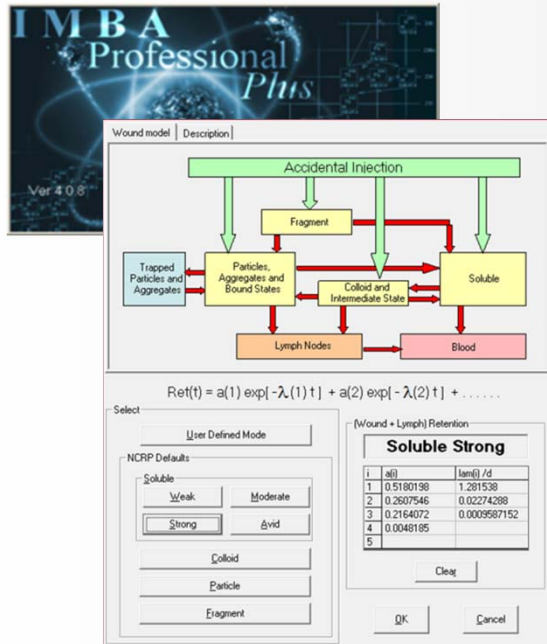 IMBA
Professional
Plus
Ver 4.0.8
Wound model
Description
Accidental Injection
Fragment
Trapped
Particles and
Aggregates
Particles,
Aggregates and
Bound States
Colloid and
Intermediate State
Soluble
Lymph Nodes
Blood
Ret(t) = a(1) exp[ -λ(1) t ] + a(2) exp[ - λ(2) t ] + . . . . . .
Select
User Defined Mode
NCRP Defaults
Soluble
Weak
Moderate
Strong
Avid
Colloid
Particle
Fragment
(Wound + Lymph) Retention
Soluble Strong
i a(i) lam(i) /d
1 0.5180198 1.281538
2 0.2607546 0.02274288
3 0.2164072 0.0009587152
4 0.0048185
5
Clear
OK
Cancel